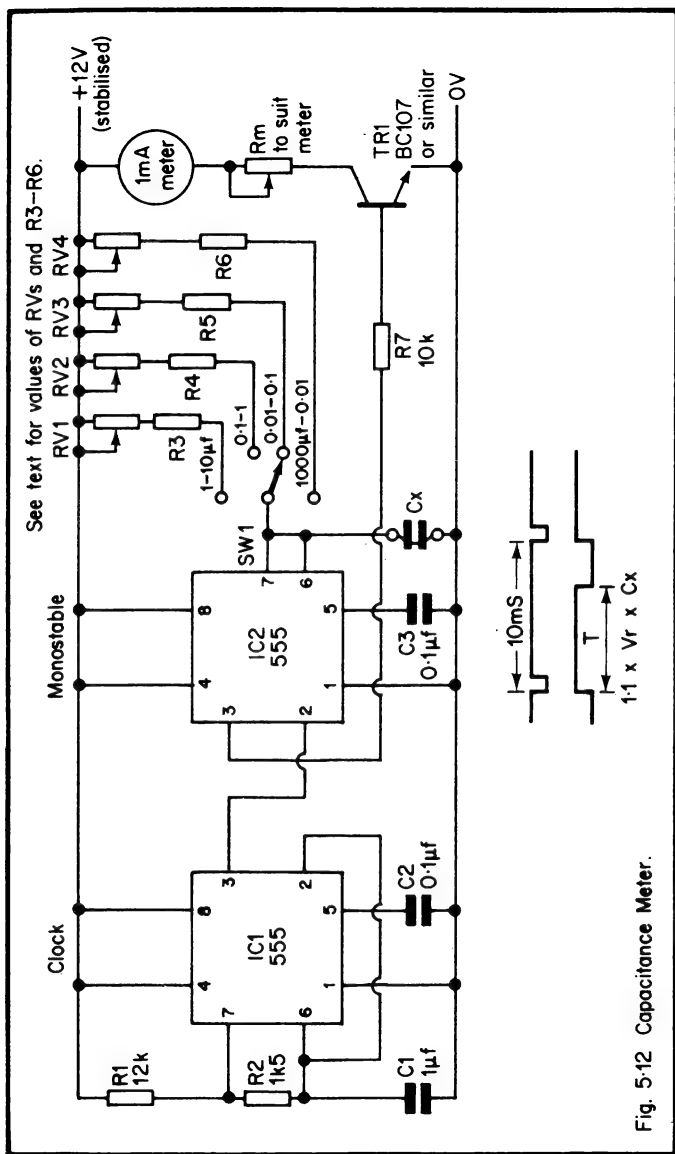 See text for values of RVs and R3–R6.
Clock
Monostable
RV1
RV2
RV3
RV4
+12V
(stabilised)
R1
12k
R2
1k5
C1
1µf
4
8
7
3
IC1
555
6
2
1
5
C2
0·1µf
4
8
3
7
SW1
IC2
555
2
6
1
5
C3
0·1µf
Cx
R3
R4
R5
R6
1–10µf
0·1–1
0·01–0·1
1000µf–0·01
1mA
meter
Rm
to suit
meter
R7
10k
TR1
BC107
or similar
0V
10mS
T
1·1 x Vr x Cx
Fig. 5·12 Capacitance Meter.